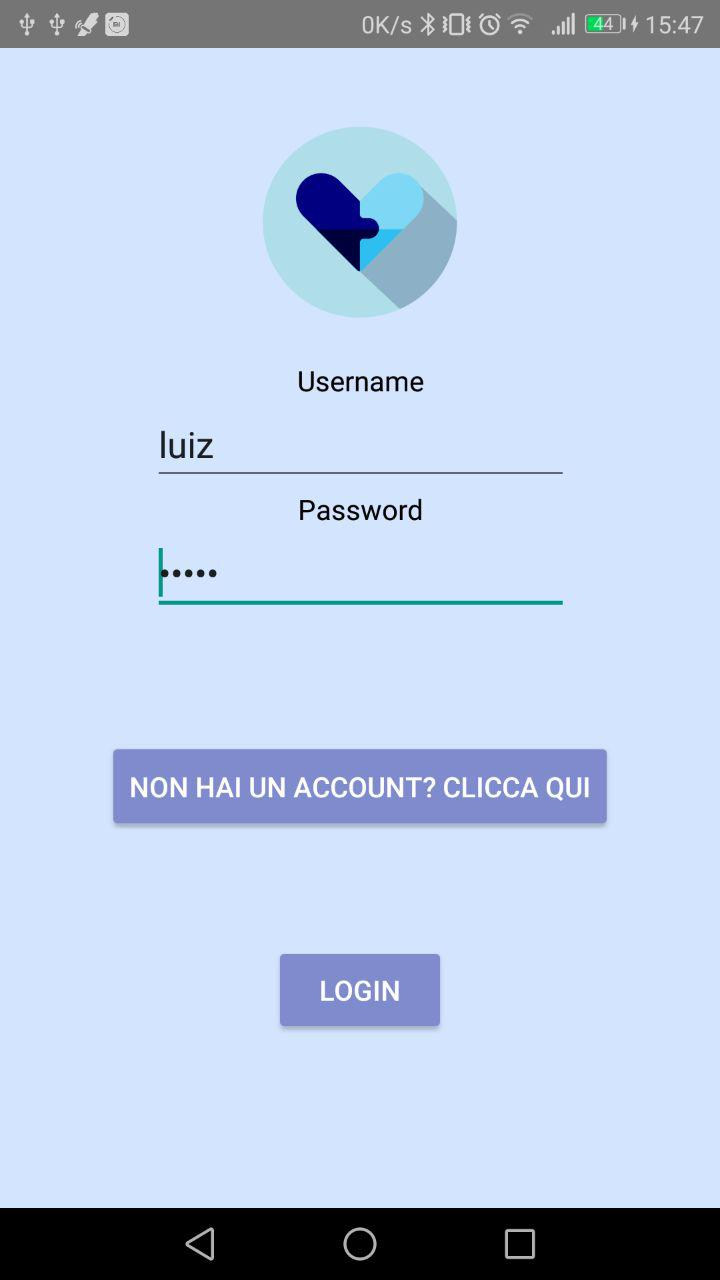 0K/s 44 15:47
Username
luiz
Password
•••••
NON HAI UN ACCOUNT? CLICCA QUI
LOGIN